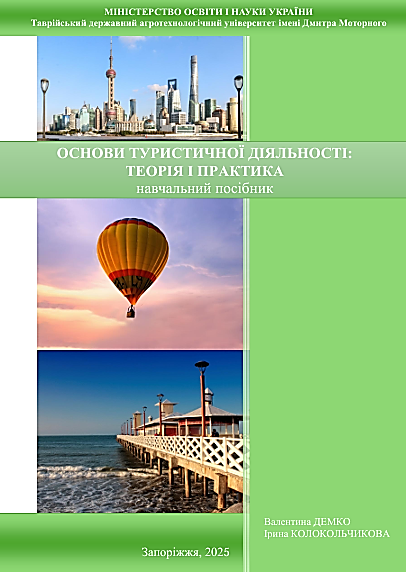 МІНІСТЕРСТВО ОСВІТИ І НАУКИ УКРАЇНИ
Таврійський державний агротехнологічний університет імені Дмитра Моторного
ОСНОВИ ТУРИСТИЧНОЇ ДІЯЛЬНОСТІ:
ТЕОРІЯ І ПРАКТИКА
навчальний посібник
Валентина ДЕМКО
Ірина КОЛОКОЛЬЧИКОВА
Запоріжжя, 2025